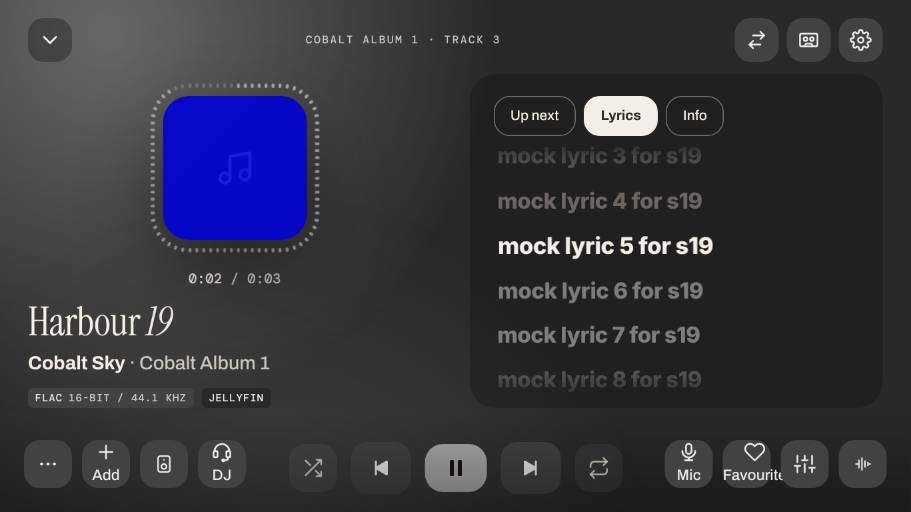 COBALT ALBUM 1 · TRACK 3
0:02 / 0:03
Harbour 19
Cobalt Sky · Cobalt Album 1
FLAC 16-BIT / 44.1 KHZ JELLYFIN
Up next Lyrics Info
mock lyric 3 for s19
mock lyric 4 for s19
mock lyric 5 for s19
mock lyric 6 for s19
mock lyric 7 for s19
mock lyric 8 for s19
Add DJ Mic Favourite